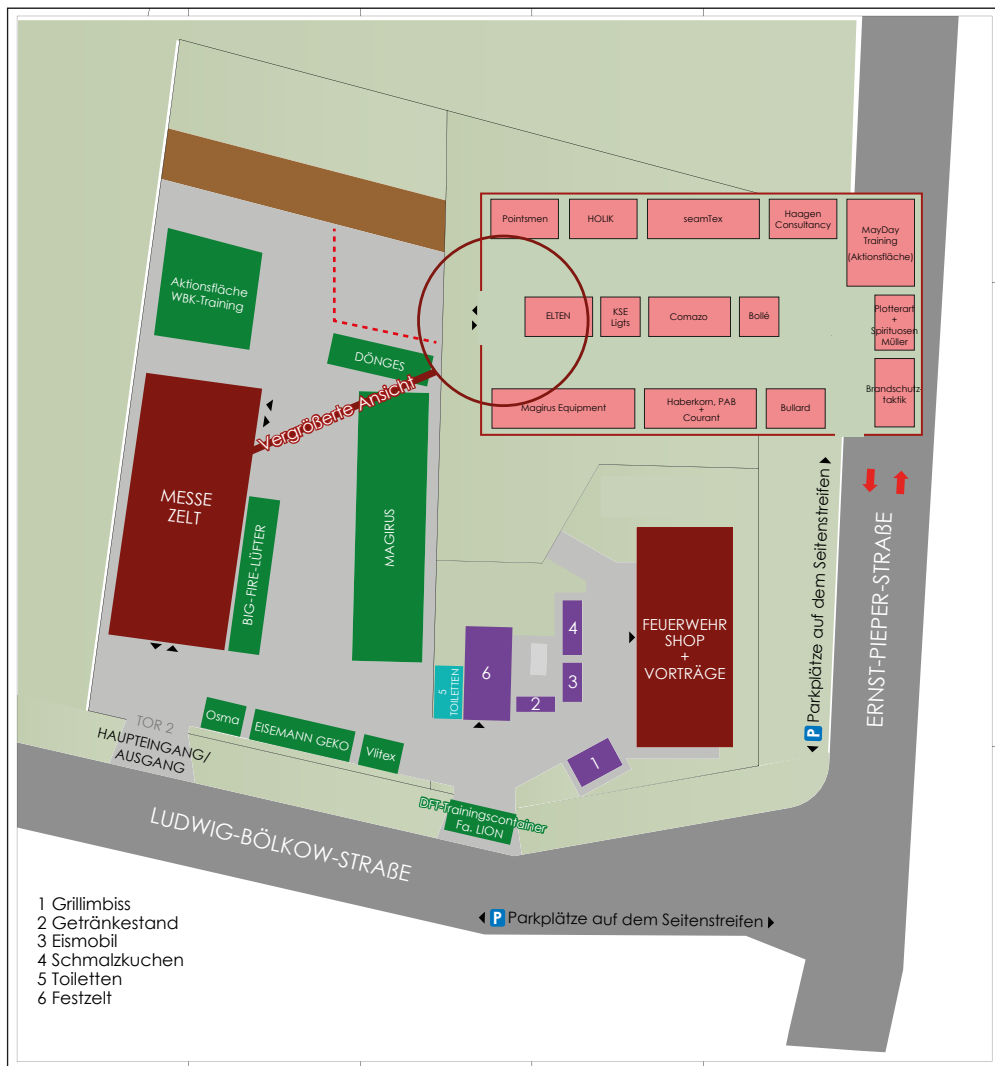 Pointsmen
HOLIK
seamTex
Haagen
Consultancy
MayDay
Training
(Aktionsfläche)
ELTEN
KSE
Ligts
Comazo
Bollé
Plotterart
+
Spirituosen
Müller
Magirus Equipment
Haberkorn, PAB
+
Courant
Bullard
Brandschutz-
taktik
Aktionsfläche
WBK-Training
DÖNGES
Vergrößerte Ansicht
MESSE
ZELT
BIG-FIRE-LÜFTER
MAGIRUS
FEUERWEHR
SHOP
+
VORTRÄGE
4
3
2
6
5
TOILETTEN
1
P Parkplätze auf dem Seitenstreifen
ERNST-PIEPER-STRAßE
TOR 2
HAUPTEINGANG/
AUSGANG
Osma
EISEMANN GEKO
Vlitex
DFT-Trainingscontainer
Fa. LION
LUDWIG-BÖLKOW-STRAßE
P Parkplätze auf dem Seitenstreifen
1 Grillimbiss
2 Getränkestand
3 Eismobil
4 Schmalzkuchen
5 Toiletten
6 Festzelt